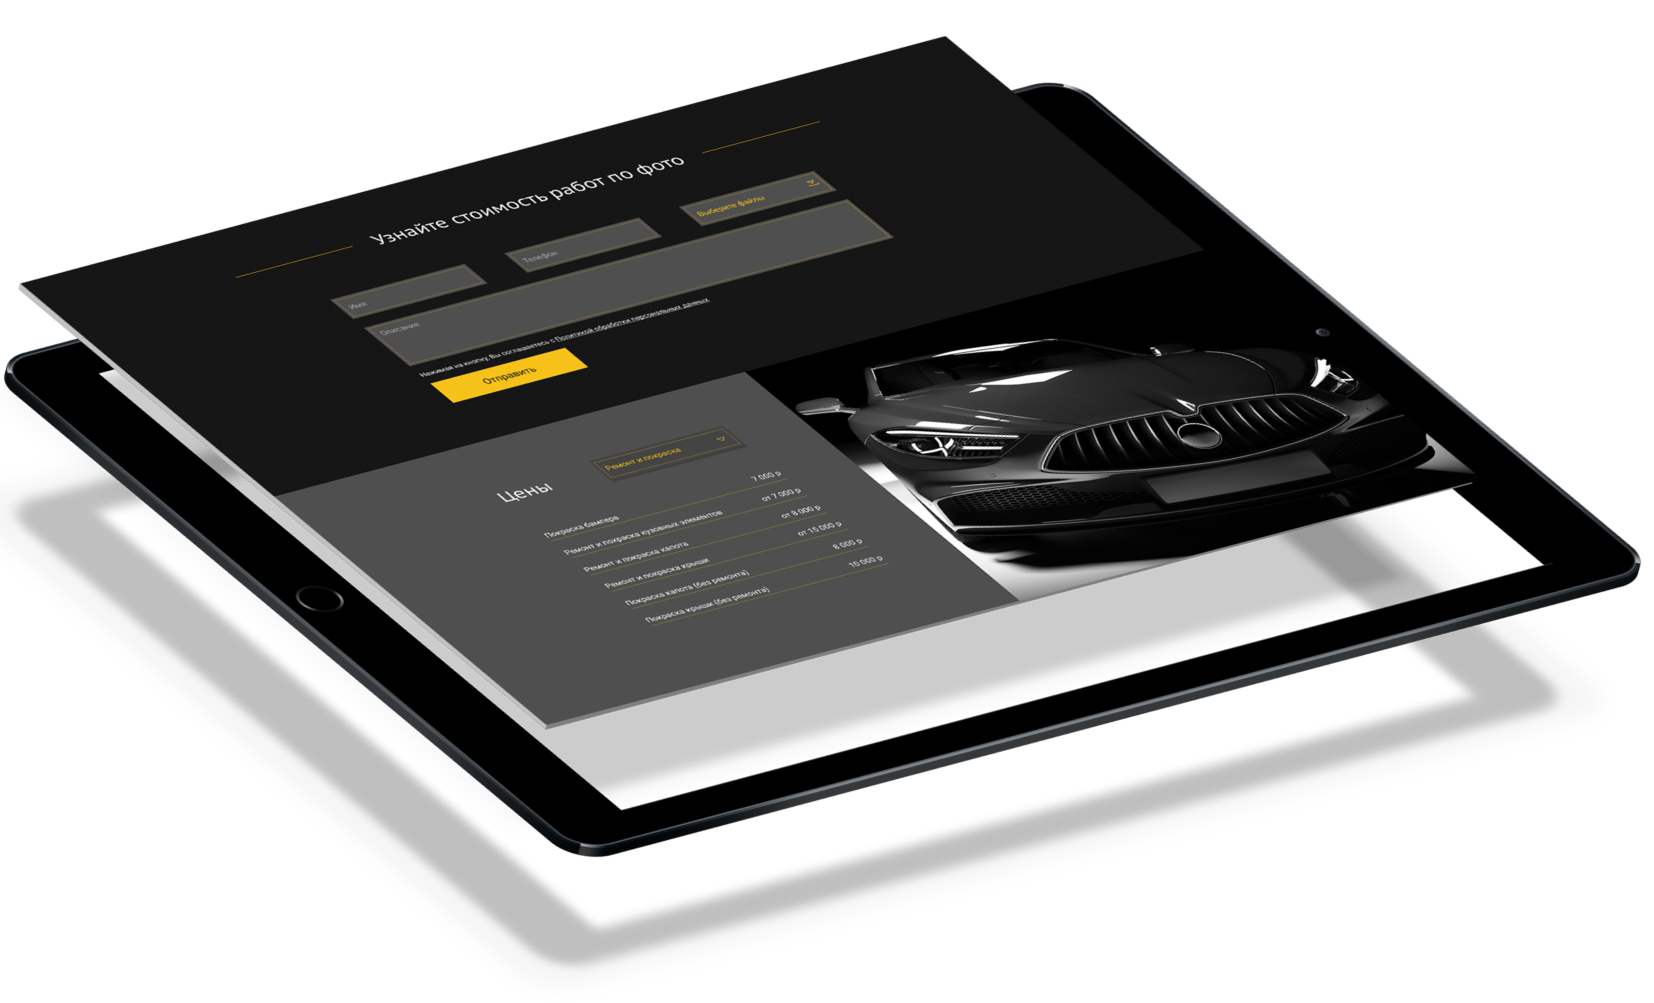 Узнайте стоимость работ по фото
Имя
Телефон
Выберите файлы
Описание
Нажимая на кнопку, Вы соглашаетесь с Политикой обработки персональных данных
Отправить
Цены
Ремонт и покраска
Покраска бампера 7 000 р
Ремонт и покраска кузовных элементов от 7 000 р
Ремонт и покраска капота от 8 000 р
Ремонт и покраска крыши от 15 000 р
Покраска капота (без ремонта) 8 000 р
Покраска крыши (без ремонта) 10 000 р